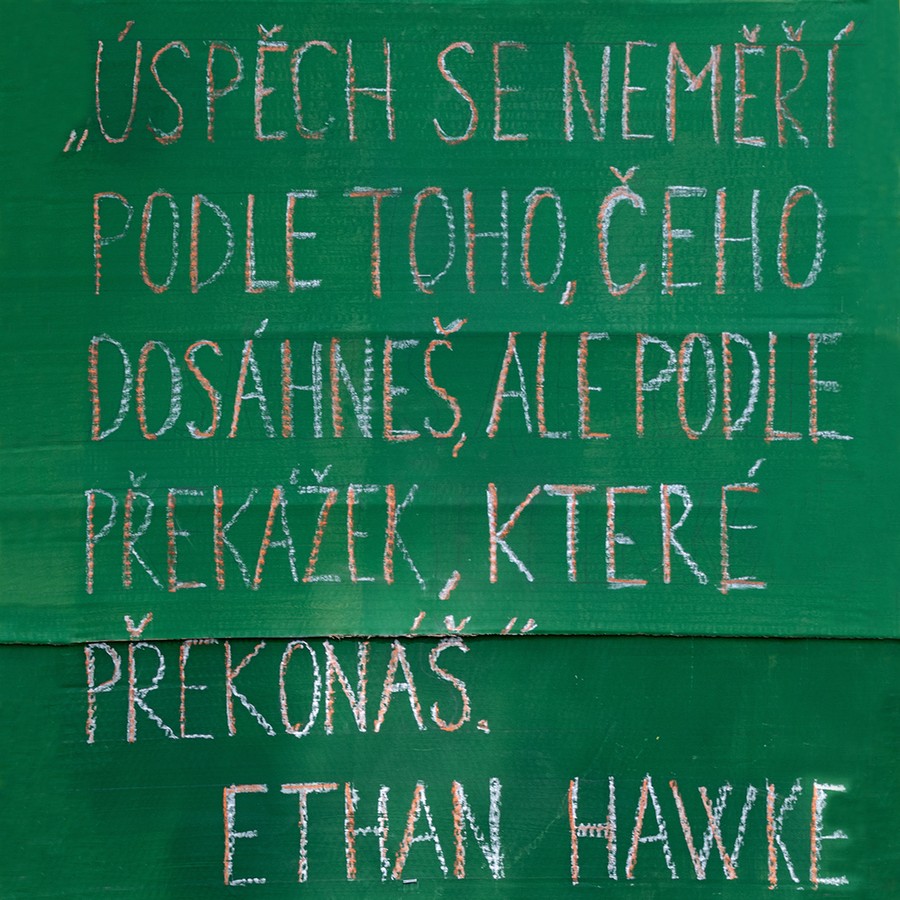 „ÚSPĚCH SE NEMĚŘÍ
PODLE TOHO, ČEHO
DOSÁHNEŠ, ALE PODLE
PŘEKÁŽEK, KTERÉ
PŘEKONÁŠ.“
ETHAN HAWKE